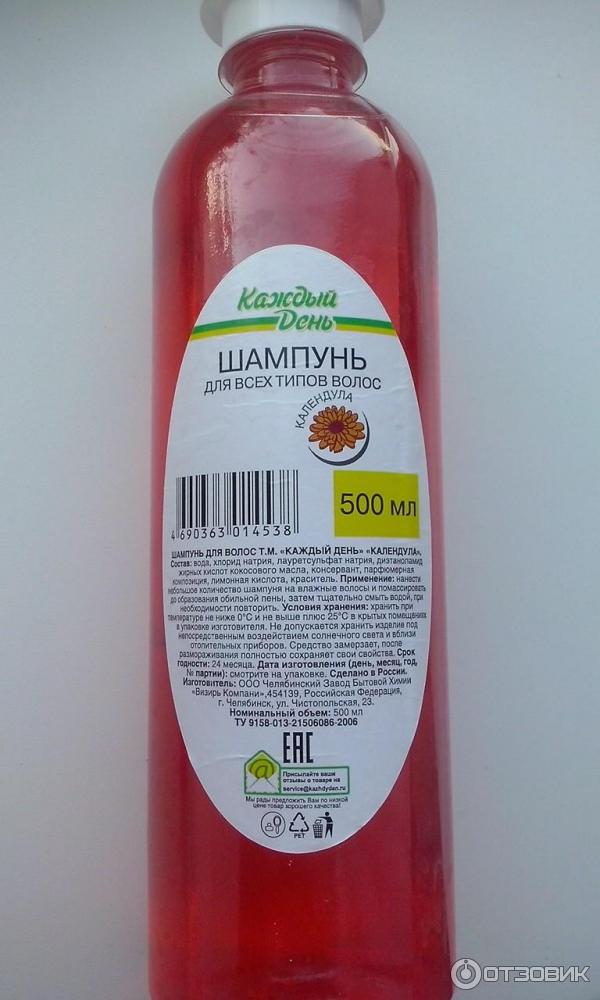 Каждый
День
ШАМПУНЬ
ДЛЯ ВСЕХ ТИПОВ ВОЛОС
КАЛЕНДУЛА
500 мл
4 690363 014538
ШАМПУНЬ ДЛЯ ВОЛОС Т.М. «КАЖДЫЙ ДЕНЬ» «КАЛЕНДУЛА».
Состав: вода, хлорид натрия, лауретсульфат натрия, диэтаноламид
жирных кислот кокосового масла, консервант, парфюмерная
композиция, лимонная кислота, краситель. Применение: нанести
небольшое количество шампуня на влажные волосы и помассировать
до образования обильной пены, затем тщательно смыть водой, при
необходимости повторить. Условия хранения: хранить при
температуре не ниже 0°С и не выше плюс 25°С в крытых помещениях
в упаковке изготовителя. Не допускается хранить изделие под
непосредственным воздействием солнечного света и вблизи
отопительных приборов. Средство замерзает, после
размораживания полностью сохраняет свои свойства. Срок
годности: 24 месяца. Дата изготовления (день, месяц, год,
№ партии): смотрите на упаковке. Сделано в России.
Изготовитель: ООО Челябинский Завод Бытовой Химии
«Визирь Компани»,454139, Российская Федерация,
г. Челябинск, ул. Чистопольская, 23.
Номинальный объем: 500 мл
ТУ 9158-013-21506086-2006
EAC
@
Присылайте ваши
отзывы о товаре на
service@kazhdyden.ru
Мы рады предложить Вам по низкой
цене товар хорошего качества!
PET
ОТЗОВИК